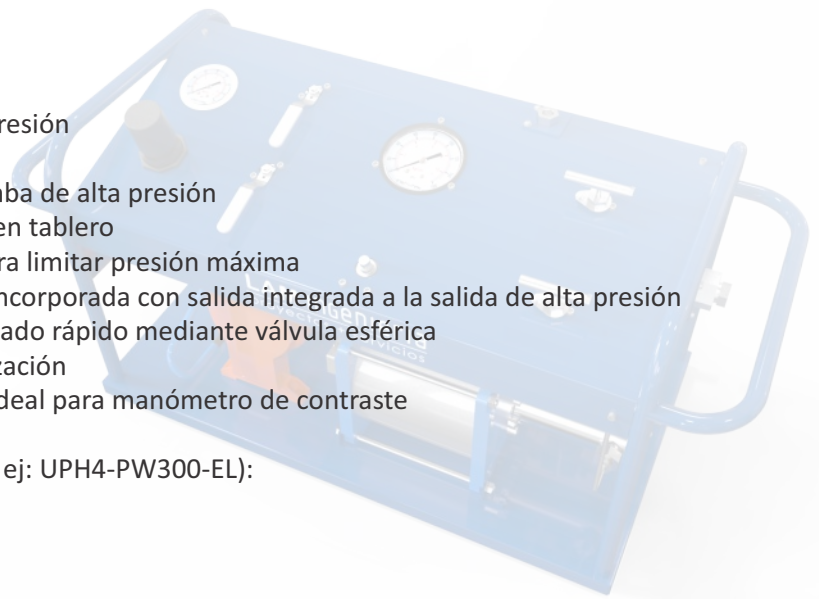 resión
ba de alta presión
en tablero
ra limitar presión máxima
ncorporada con salida integrada a la salida de alta presión
ado rápido mediante válvula esférica
zación
deal para manómetro de contraste
ej: UPH4-PW300-EL):